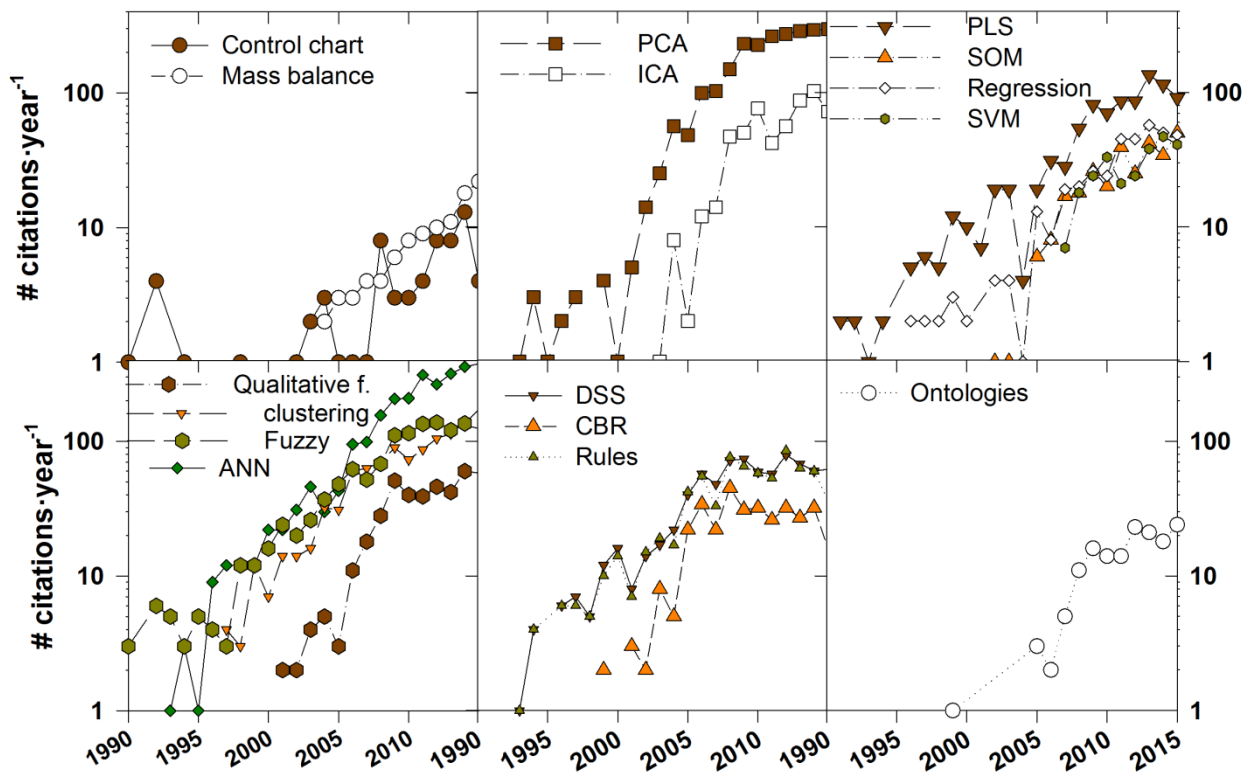 # citations·year-1
100
10
1
Control chart
Mass balance
PCA
ICA
PLS
SOM
Regression
SVM
100
10
1
# citations·year-1
100
10
1
Qualitative f.
clustering
Fuzzy
ANN
DSS
CBR
Rules
Ontologies
100
10
1
1990 1995 2000 2005 2010 1990 1995 2000 2005 2010 1990 1995 2000 2005 2010 2015